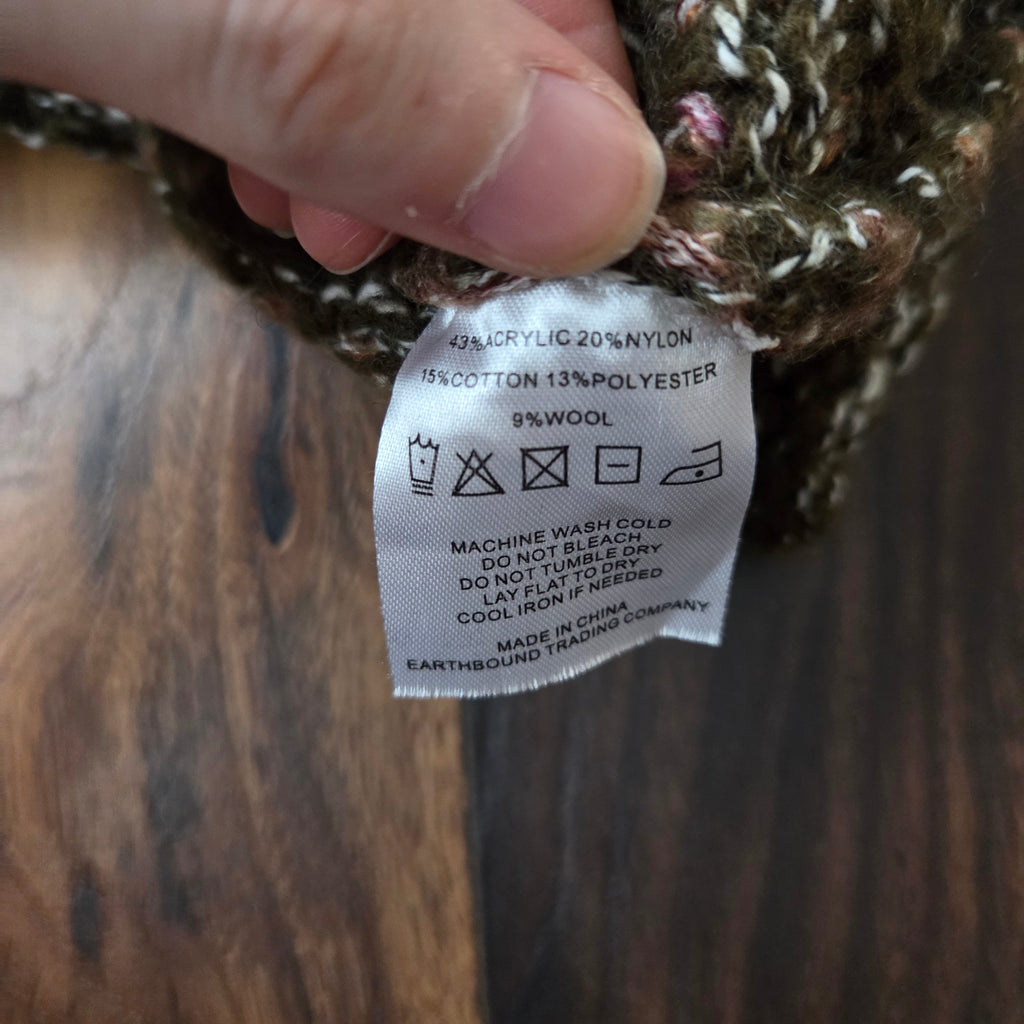 43%ACRYLIC 20%NYLON
15%COTTON 13%POLYESTER
9%WOOL
MACHINE WASH COLD
DO NOT BLEACH
DO NOT TUMBLE DRY
LAY FLAT TO DRY
COOL IRON IF NEEDED
MADE IN CHINA
EARTHBOUND TRADING COMPANY